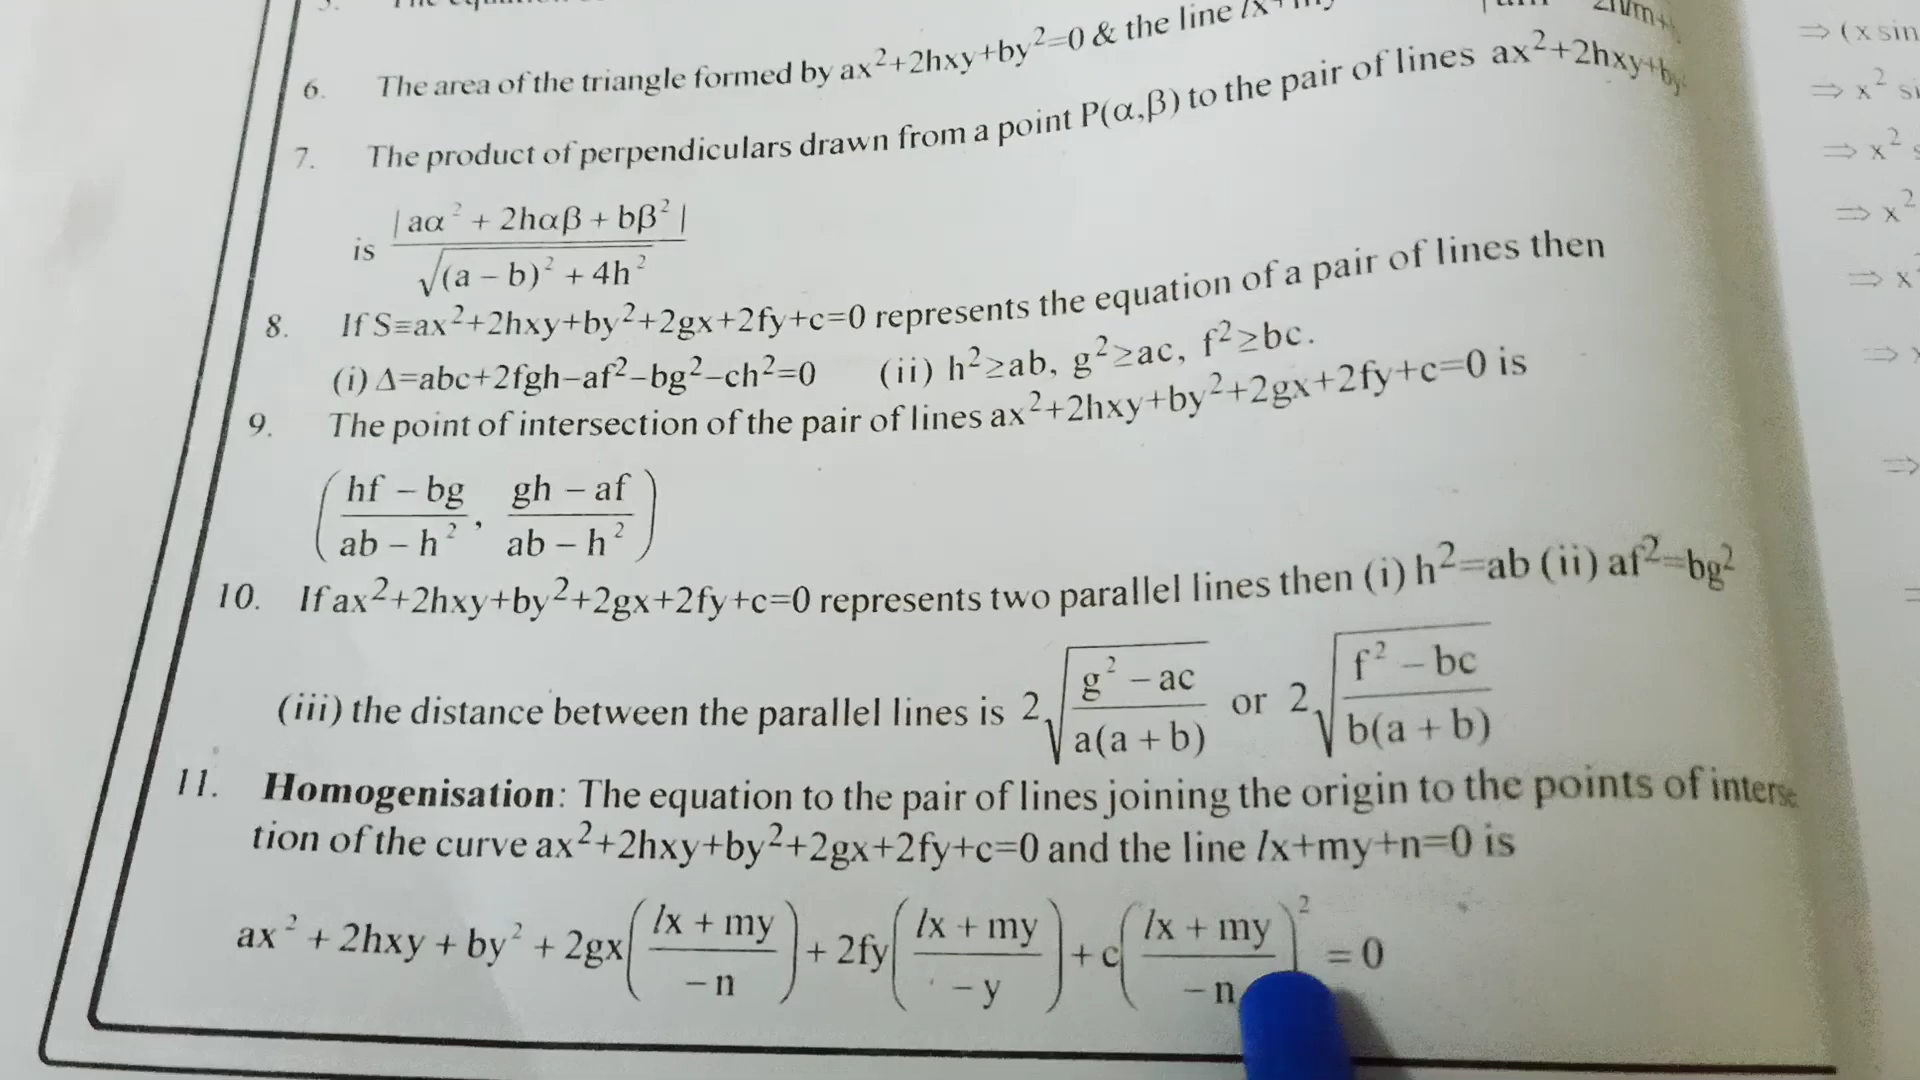 6. The area of the triangle formed by ax²+2hxy+by²=0 & the line lx
7. The product of perpendiculars drawn from a point P(α,β) to the pair of lines ax²+2hxy+by
is |aα² + 2hαβ + bβ²| / √(a – b)² + 4h²
8. If S≡ax²+2hxy+by²+2gx+2fy+c=0 represents the equation of a pair of lines then
(i) Δ=abc+2fgh–af²–bg²–ch²=0 (ii) h²≥ab, g²≥ac, f²≥bc.
9. The point of intersection of the pair of lines ax²+2hxy+by²+2gx+2fy+c=0 is
( hf – bg / ab – h² , gh – af / ab – h² )
10. If ax²+2hxy+by²+2gx+2fy+c=0 represents two parallel lines then (i) h²=ab (ii) af²=bg²
(iii) the distance between the parallel lines is 2√(g² – ac / a(a + b)) or 2√(f² – bc / b(a + b))
11. Homogenisation: The equation to the pair of lines joining the origin to the points of interse
tion of the curve ax²+2hxy+by²+2gx+2fy+c=0 and the line lx+my+n=0 is
ax² + 2hxy + by² + 2gx( lx + my / –n ) + 2fy( lx + my / –y ) + c( lx + my / –n )² = 0
⇒ (x sin
⇒ x² si
⇒ x² s
⇒ x²
⇒ x
⇒
⇒